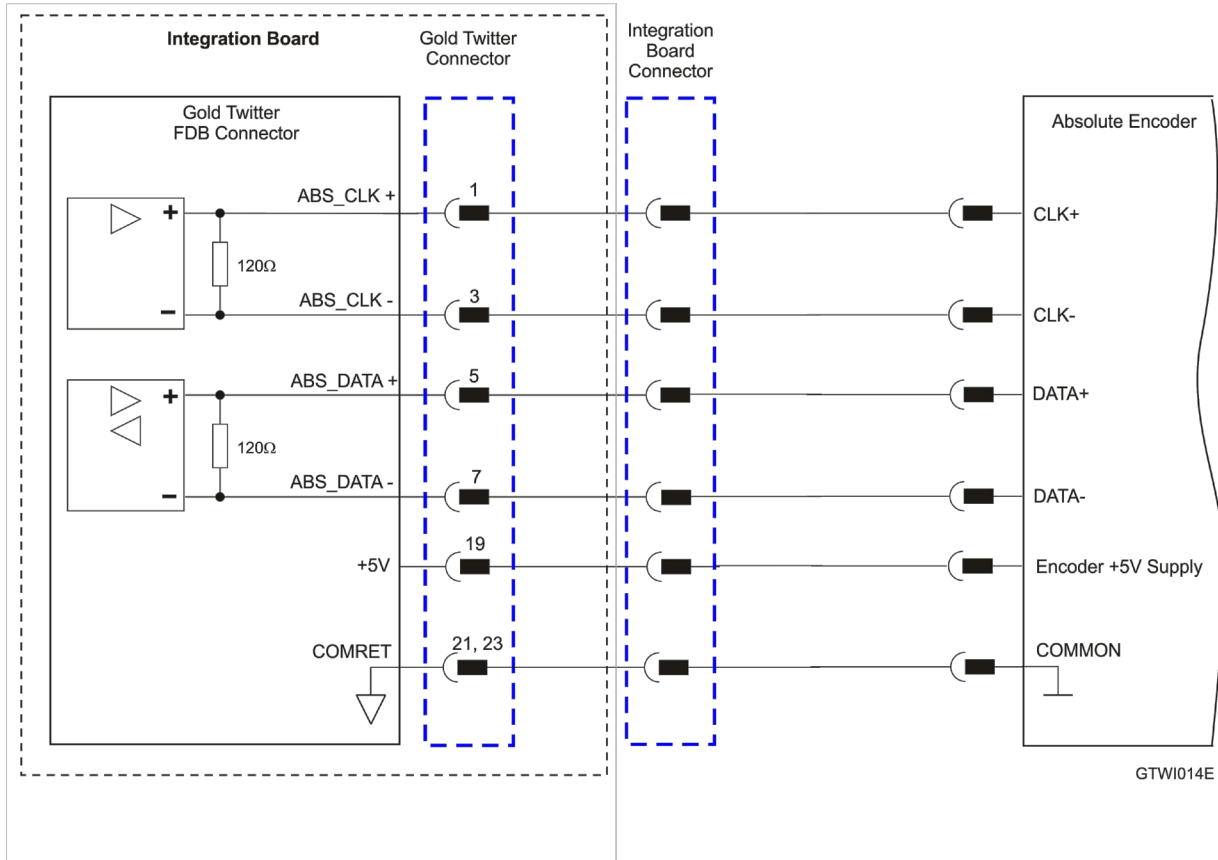 Integration Board
Gold Twitter
Connector
Integration
Board
Connector
Gold Twitter
FDB Connector
Absolute Encoder
ABS_CLK +
1
+
CLK+
120Ω
ABS_CLK -
3
−
CLK-
ABS_DATA +
5
+
DATA+
120Ω
ABS_DATA -
7
−
DATA-
+5V
19
Encoder +5V Supply
COMRET
21, 23
COMMON
GTWI014E